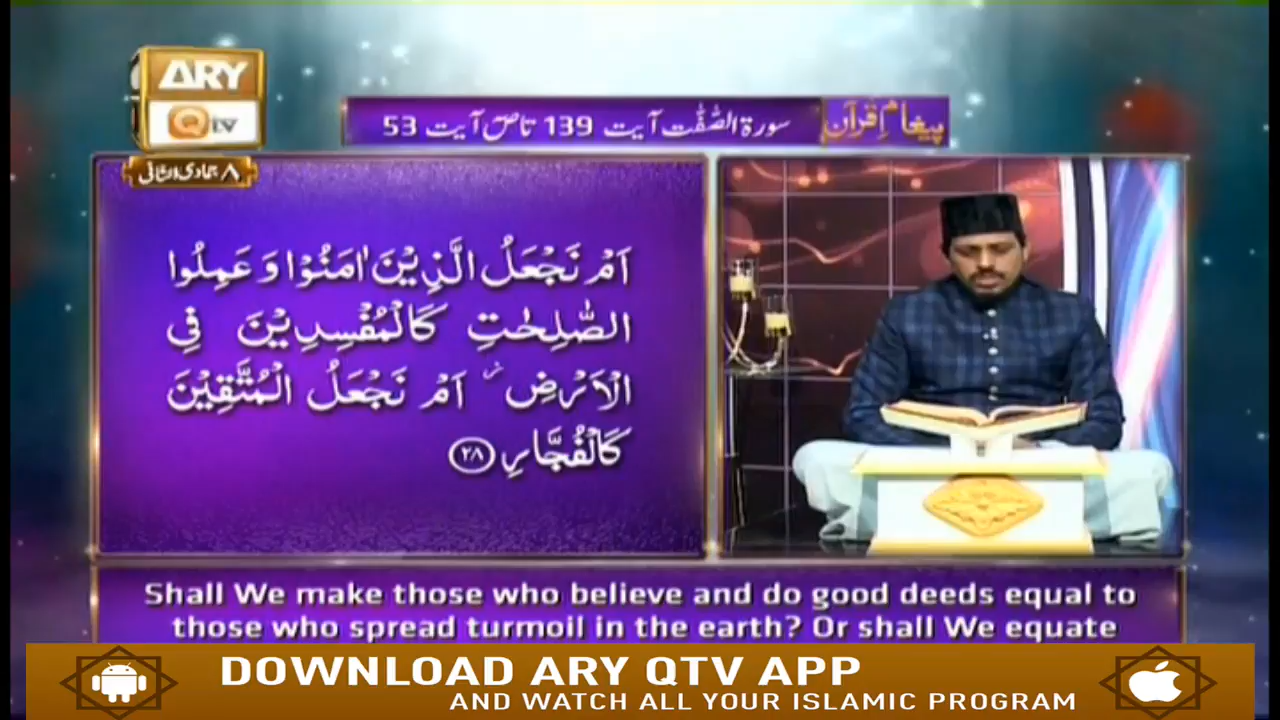 ARY
Qtv
پیغامِ قرآن
سورۃ الصّٰفّٰت آیت 139 تا صٓ آیت 53
۸ جمادی الثانی
اَمۡ نَجۡعَلُ الَّذِیۡنَ اٰمَنُوۡا وَ عَمِلُوا
الصّٰلِحٰتِ کَالۡمُفۡسِدِیۡنَ فِی
الۡاَرۡضِ ۫ اَمۡ نَجۡعَلُ الۡمُتَّقِیۡنَ
کَالۡفُجَّارِ ﴿۲۸﴾
Shall We make those who believe and do good deeds equal to
those who spread turmoil in the earth? Or shall We equate
DOWNLOAD ARY QTV APP
AND WATCH ALL YOUR ISLAMIC PROGRAM